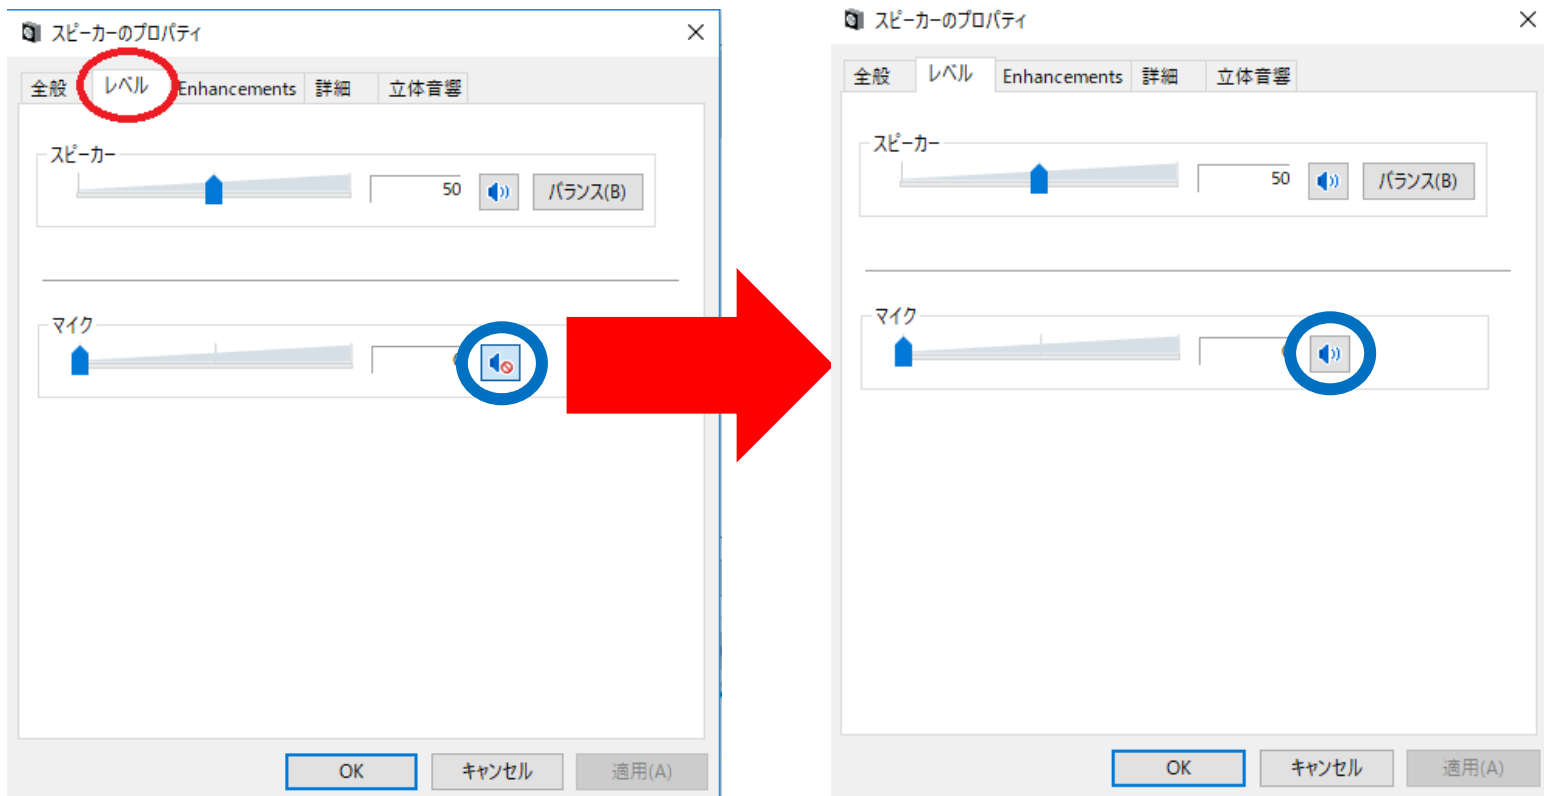 スピーカーのプロパティ
全般 レベル Enhancements 詳細 立体音響
スピーカー
50 バランス(B)
マイク
OK キャンセル 適用(A)
スピーカーのプロパティ
全般 レベル Enhancements 詳細 立体音響
スピーカー
50 バランス(B)
マイク
OK キャンセル 適用(A)